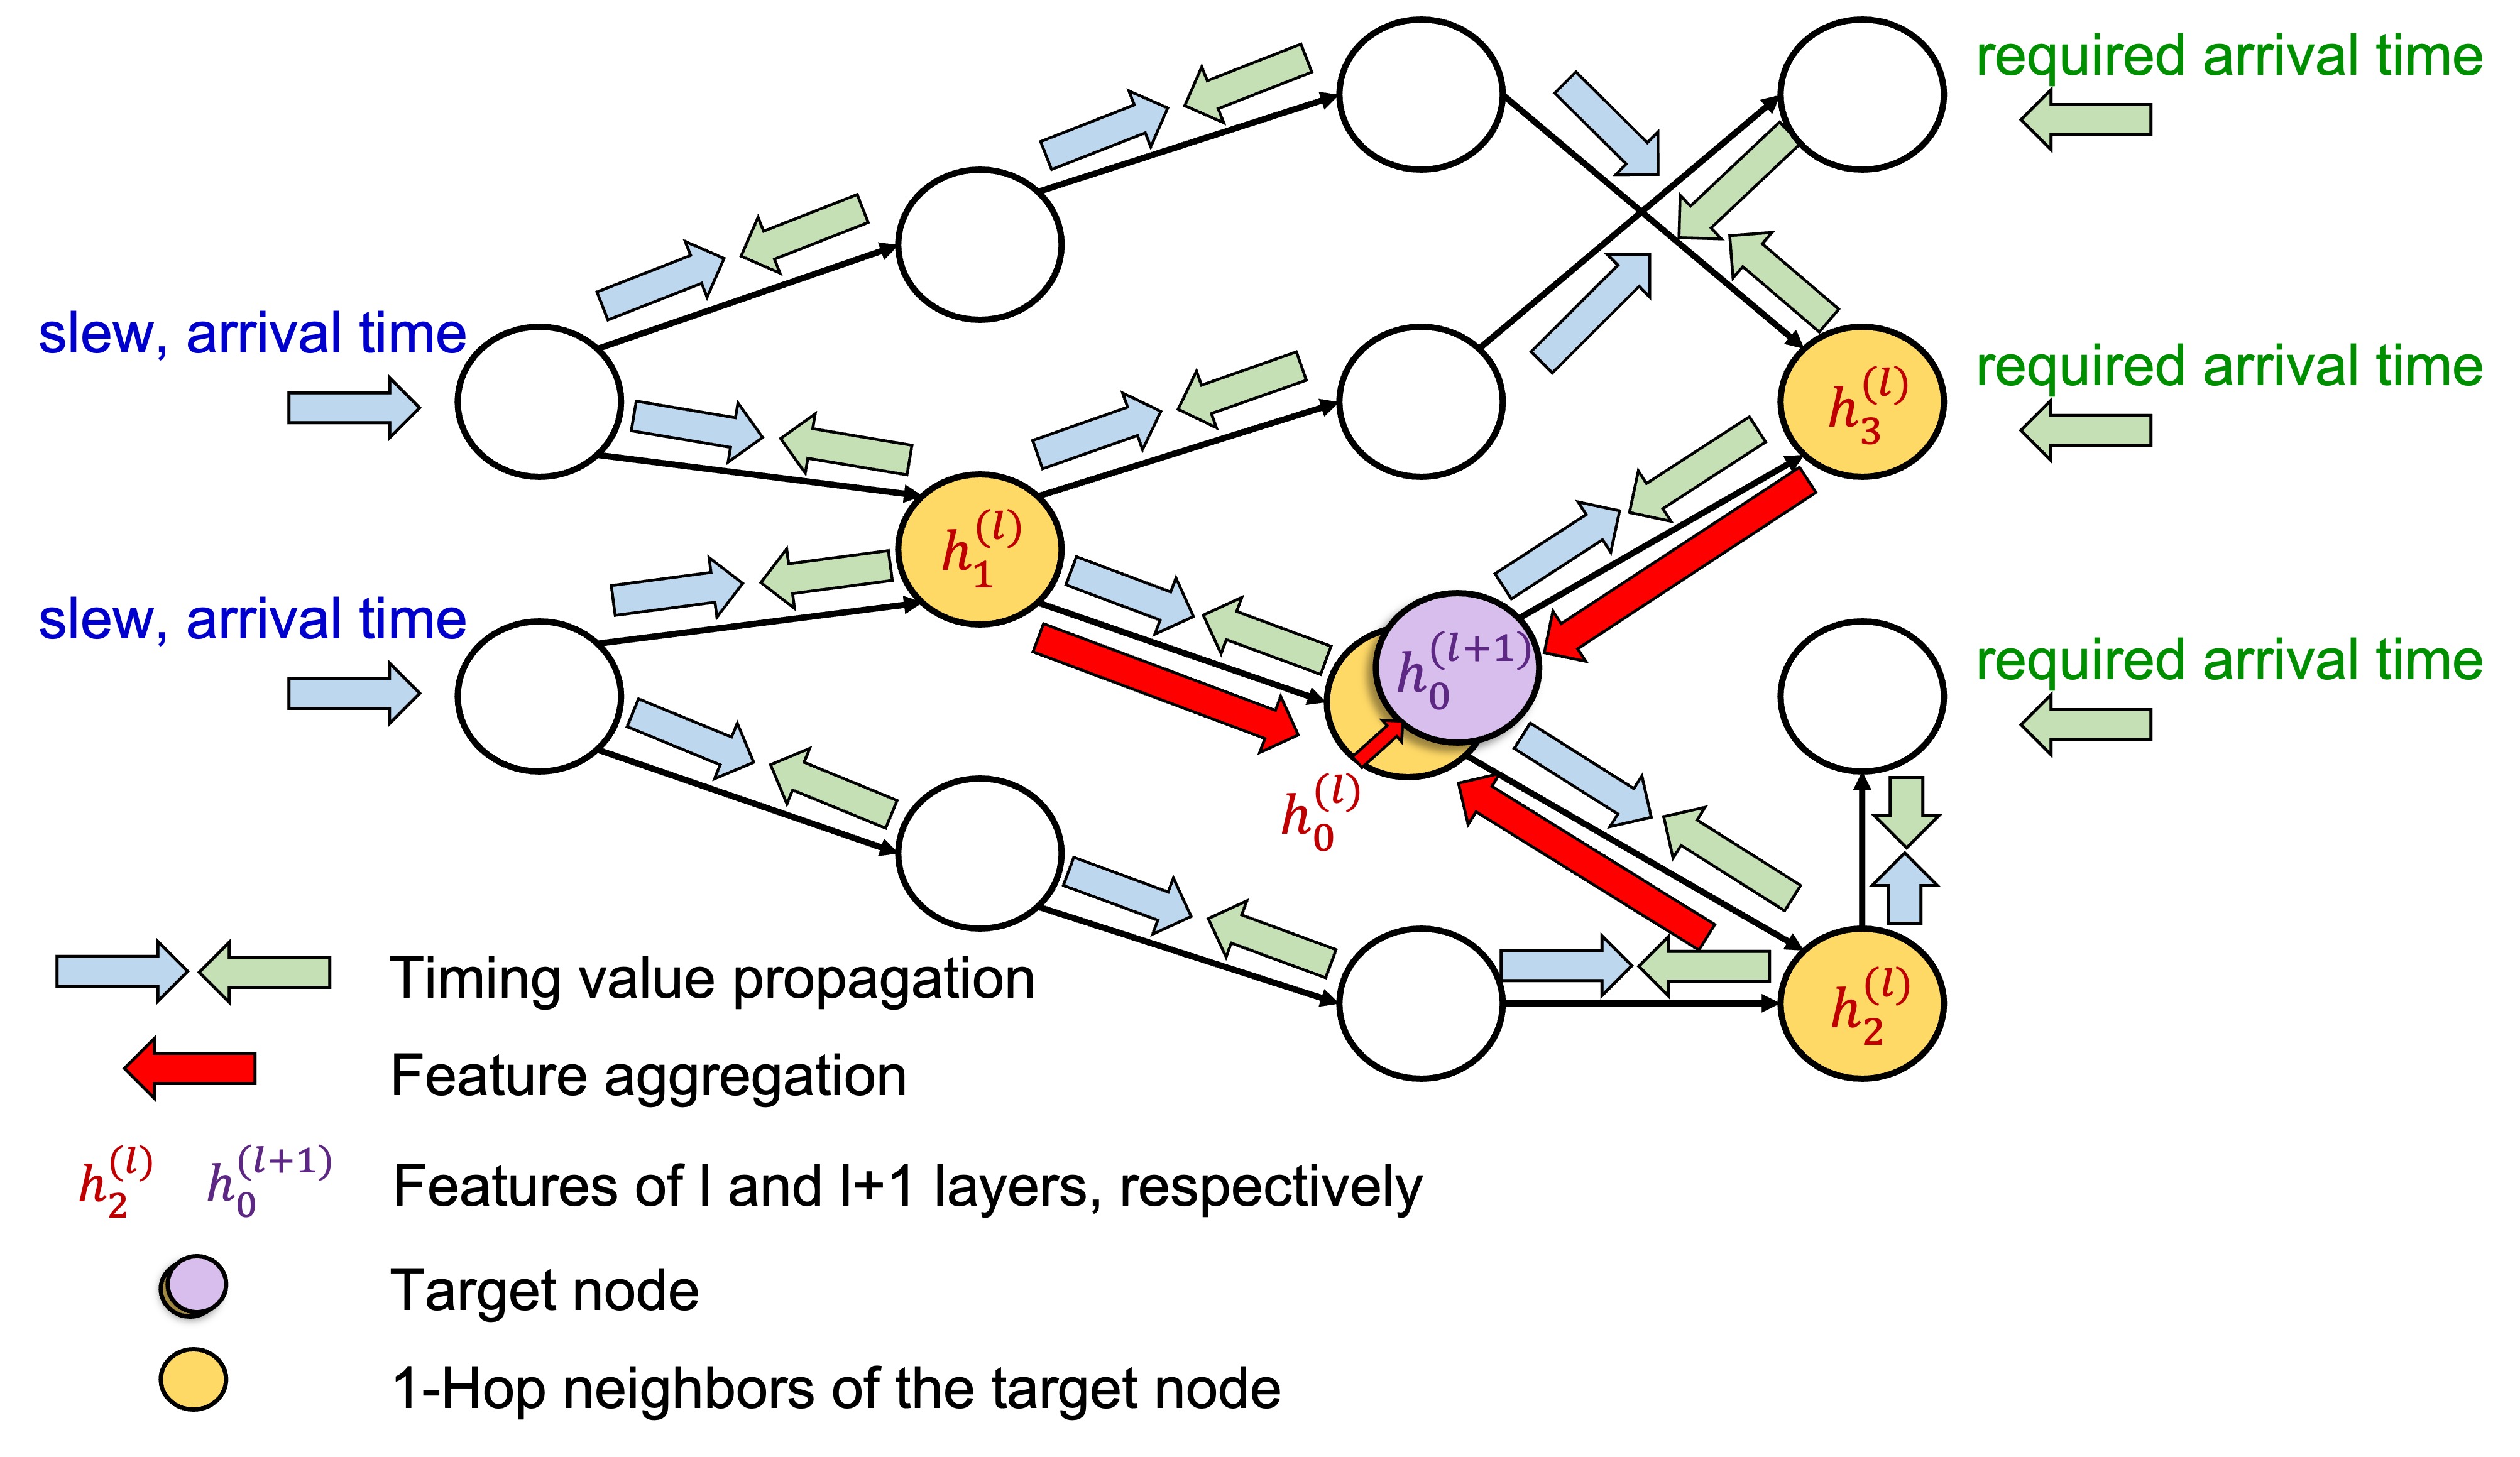 required arrival time
slew, arrival time
required arrival time
h_3^{(l)}
h_1^{(l)}
slew, arrival time
h_0^{(l+1)}
required arrival time
h_0^{(l)}
h_2^{(l)}
Timing value propagation
Feature aggregation
h_2^{(l)} h_0^{(l+1)} Features of l and l+1 layers, respectively
Target node
1-Hop neighbors of the target node